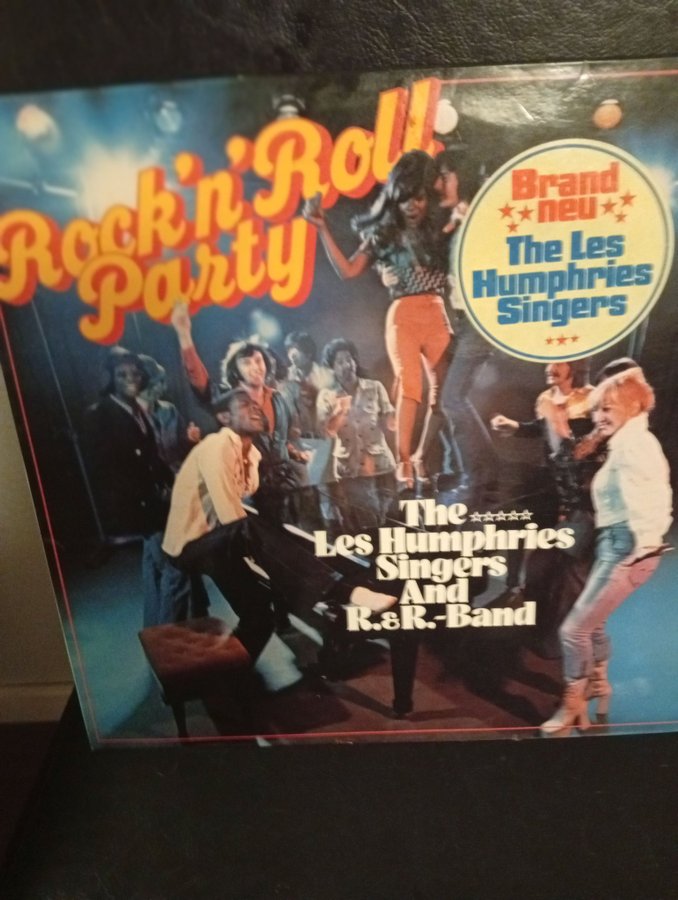 Rock'n'Roll
Party
Brand
neu
The Les
Humphries
Singers
The
Les Humphries
Singers
And
R.&R.-Band